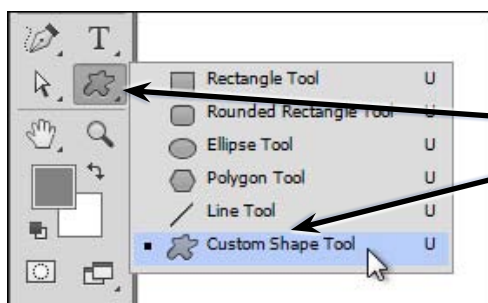 T
Rectangle Tool U
Rounded Rectangle Tool U
Ellipse Tool U
Polygon Tool U
Line Tool U
Custom Shape Tool U